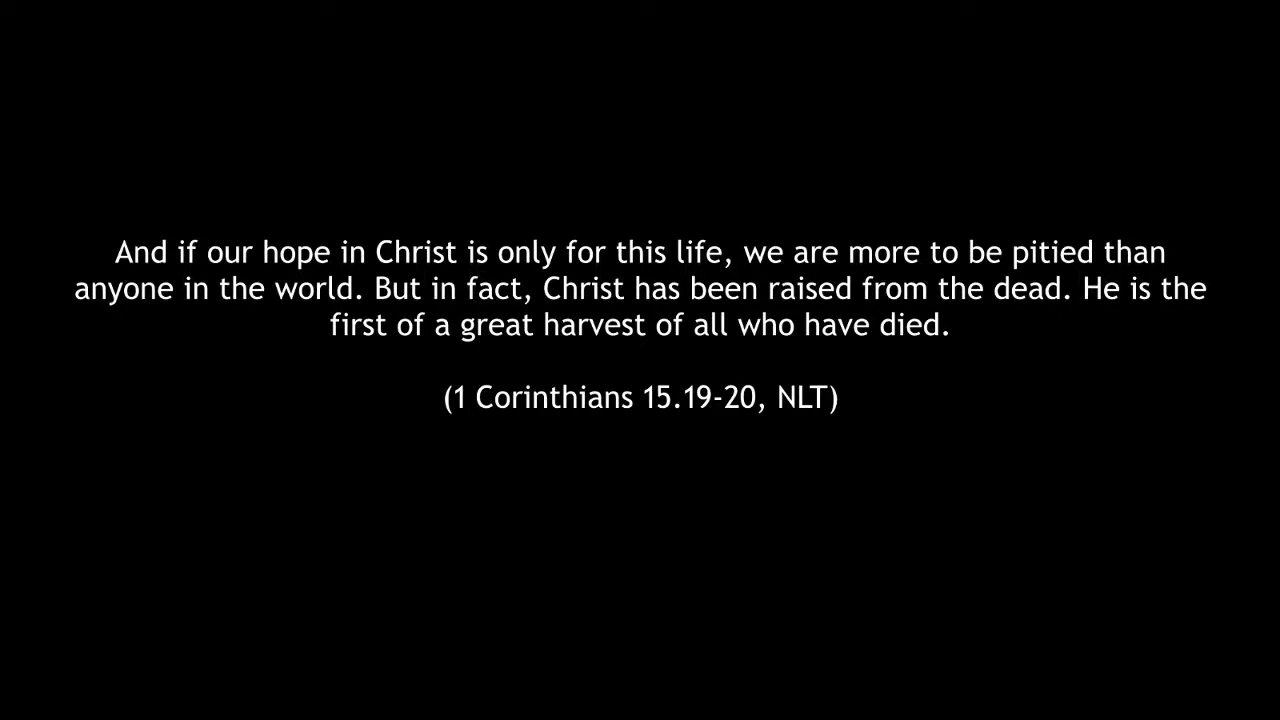 And if our hope in Christ is only for this life, we are more to be pitied than
anyone in the world. But in fact, Christ has been raised from the dead. He is the
first of a great harvest of all who have died.
(1 Corinthians 15.19-20, NLT)